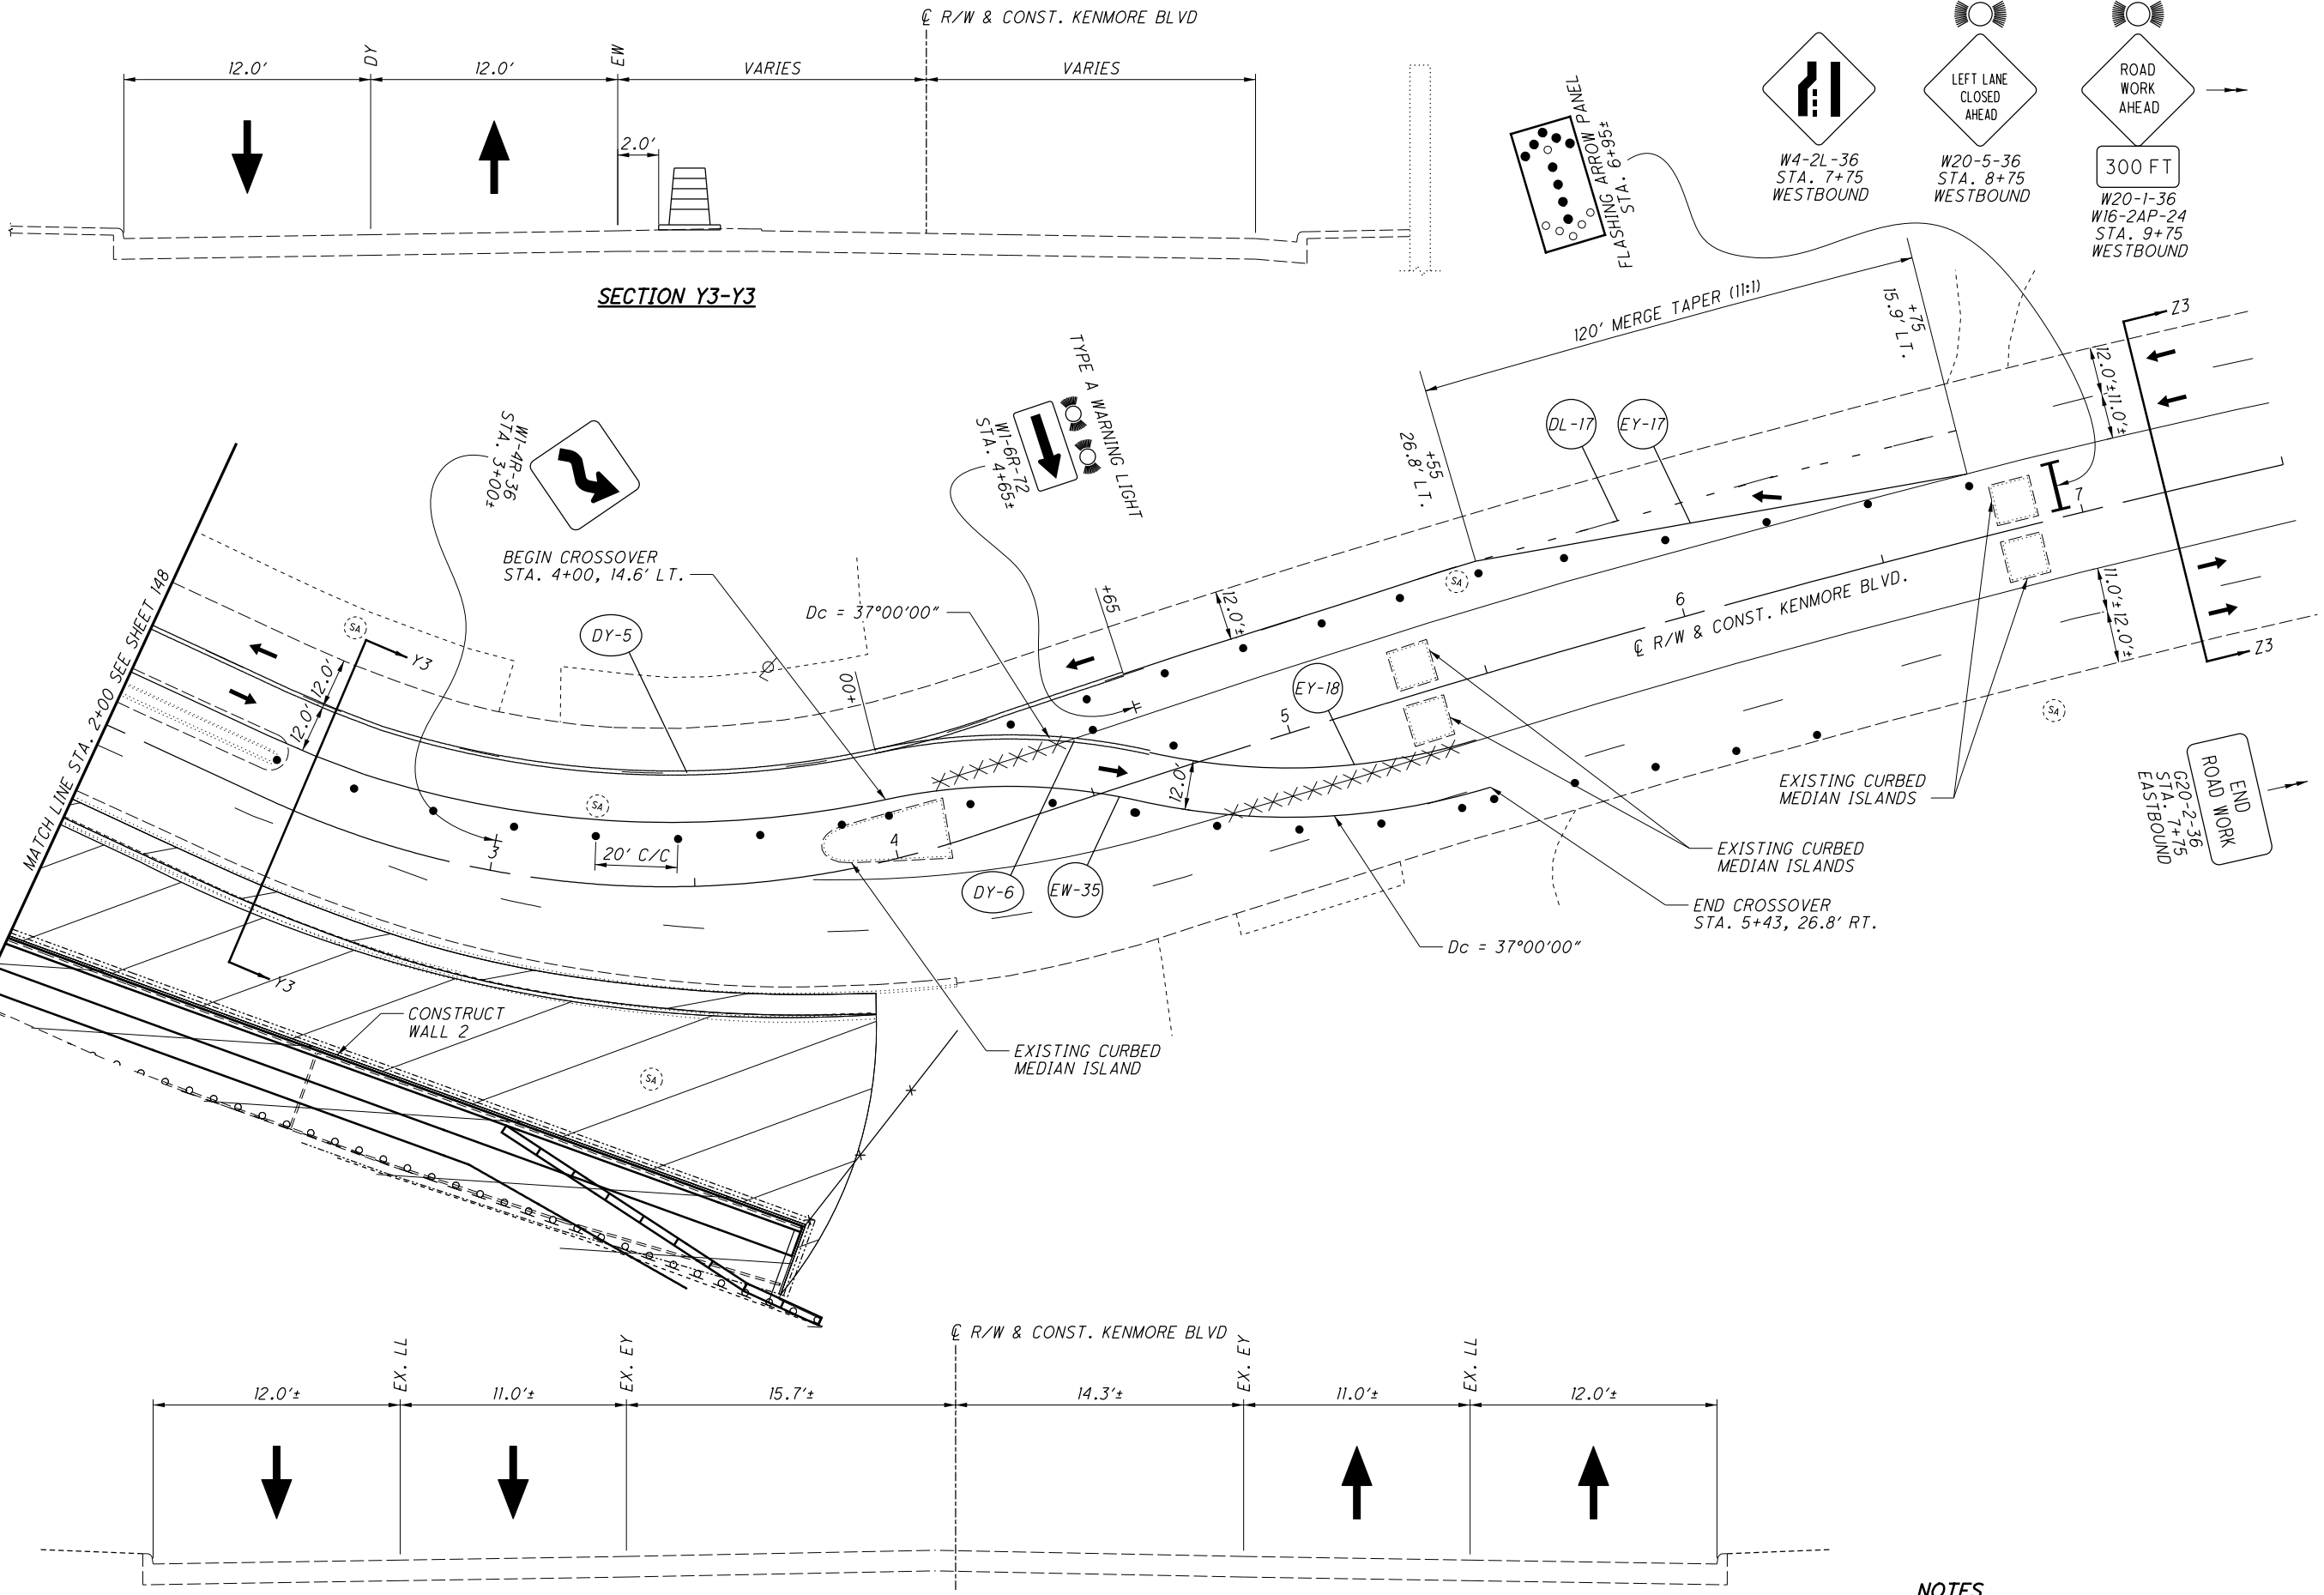 ℄ R/W & CONST. KENMORE BLVD
12.0'
DY
12.0'
EW
VARIES
VARIES
2.0'
SECTION Y3-Y3
FLASHING ARROW PANEL
STA. 6+95±
W4-2L-36
STA. 7+75
WESTBOUND
LEFT LANE
CLOSED
AHEAD
W20-5-36
STA. 8+75
WESTBOUND
ROAD
WORK
AHEAD
300 FT
W20-1-36
W16-2AP-24
STA. 9+75
WESTBOUND
120' MERGE TAPER (11:1)
+75
15.9' LT.
+55
26.8' LT.
Z3
12.0'±
11.0'±
DL-17
EY-17
TYPE A WARNING LIGHT
W1-6R-72
STA. 4+65±
W1-4R-36
STA. 3+00±
BEGIN CROSSOVER
STA. 4+00, 14.6' LT.
Dc = 37°00'00"
DY-5
+65
+00
12.0'±
SA
SA
SA
SA
SA
MATCH LINE STA. 2+00 SEE SHEET 148
Y3
12.0'
12.0'
7
6
℄ R/W & CONST. KENMORE BLVD.
EY-18
5
12.0'
11.0'±
12.0'±
Z3
4
3
20' C/C
DY-6
EW-35
EXISTING CURBED
MEDIAN ISLANDS
EXISTING CURBED
MEDIAN ISLANDS
END CROSSOVER
STA. 5+43, 26.8' RT.
Dc = 37°00'00"
END
ROAD WORK
G20-2-36
STA. 7+75
EASTBOUND
Y3
CONSTRUCT
WALL 2
EXISTING CURBED
MEDIAN ISLAND
℄ R/W & CONST. KENMORE BLVD
12.0'±
EX. LL
11.0'±
EX. EY
15.7'±
14.3'±
EX. EY
11.0'±
EX. LL
12.0'±
NOTES